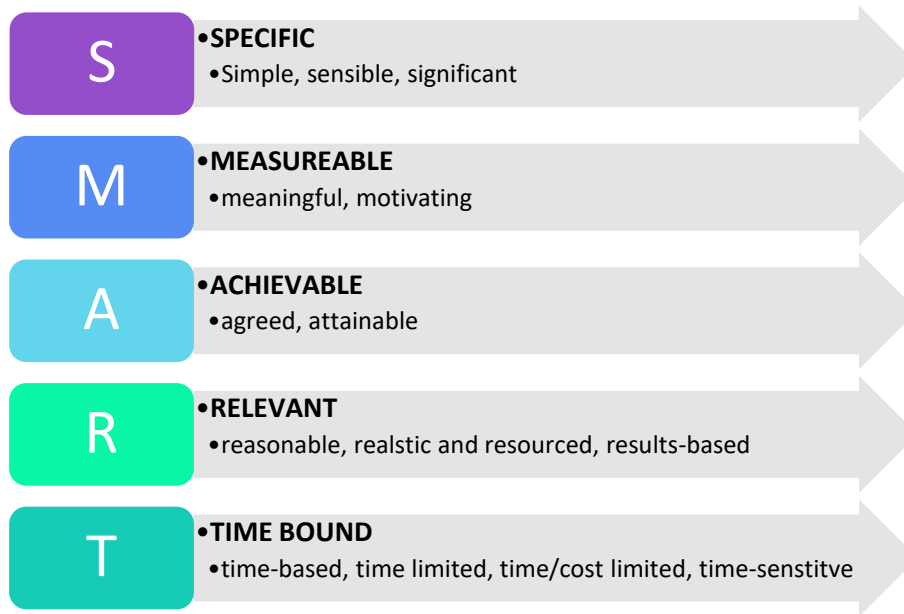 S
•SPECIFIC
•Simple, sensible, significant
M
•MEASUREABLE
•meaningful, motivating
A
•ACHIEVABLE
•agreed, attainable
R
•RELEVANT
•reasonable, realstic and resourced, results-based
T
•TIME BOUND
•time-based, time limited, time/cost limited, time-senstitve